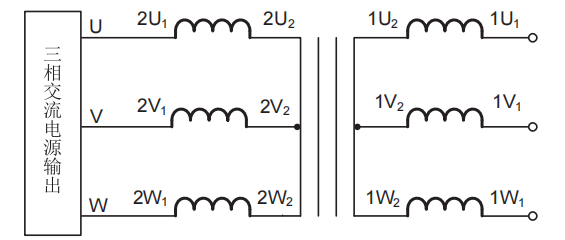 U 2U₁ 2U₂ 1U₂ 1U₁
三相交流电源输出
V 2V₁ 2V₂ 1V₂ 1V₁
W 2W₁ 2W₂ 1W₂ 1W₁